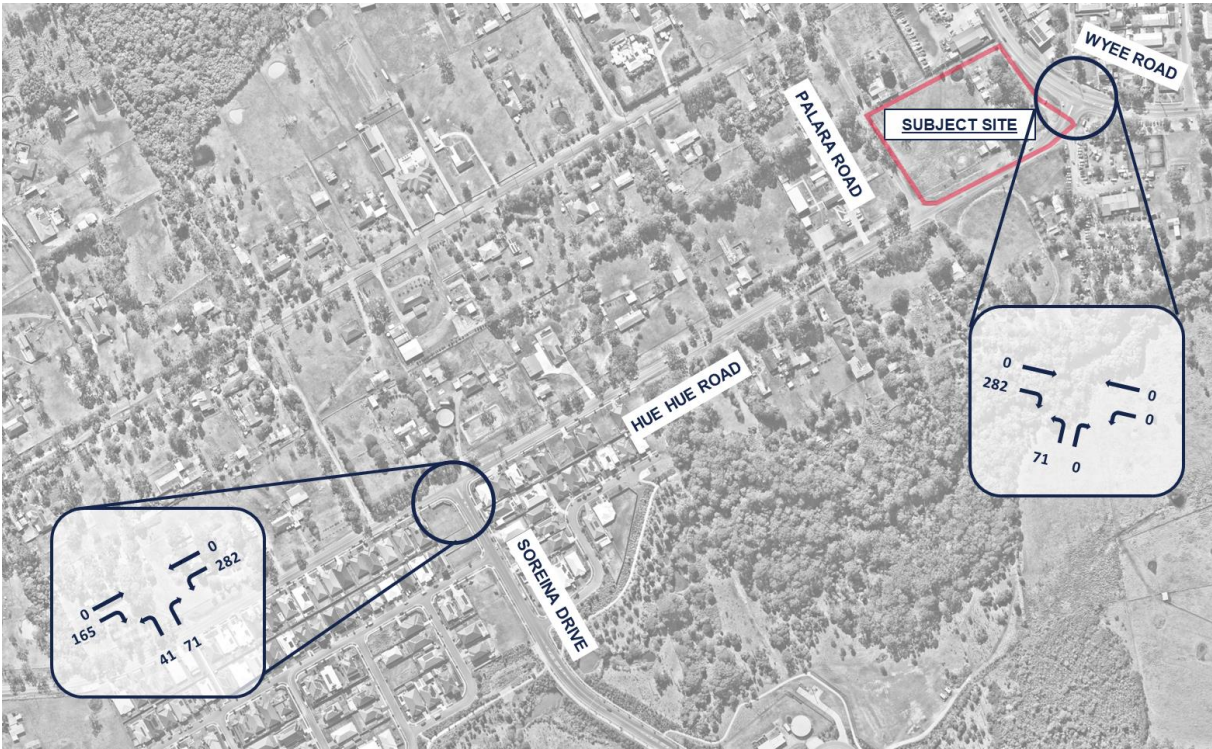 WYEE ROAD
PALARA ROAD
SUBJECT SITE
0
0
282
0
71 0
HUE HUE ROAD
SOREINA DRIVE
0
282
0
165
41 71